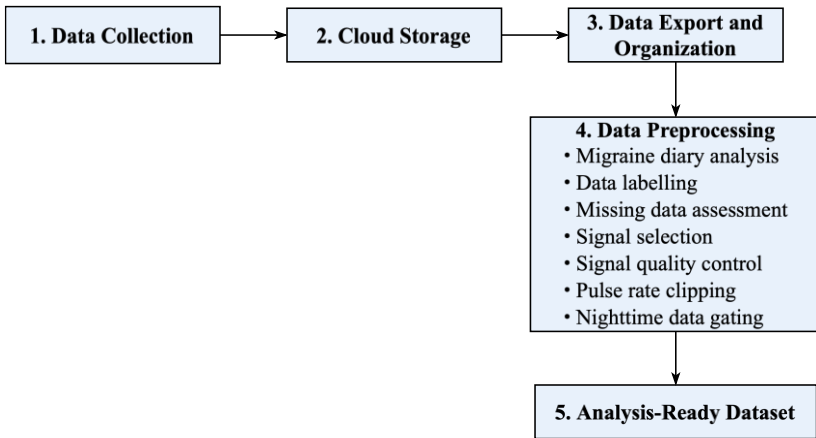 1. Data Collection
2. Cloud Storage
3. Data Export and
Organization
4. Data Preprocessing
• Migraine diary analysis
• Data labelling
• Missing data assessment
• Signal selection
• Signal quality control
• Pulse rate clipping
• Nighttime data gating
5. Analysis-Ready Dataset